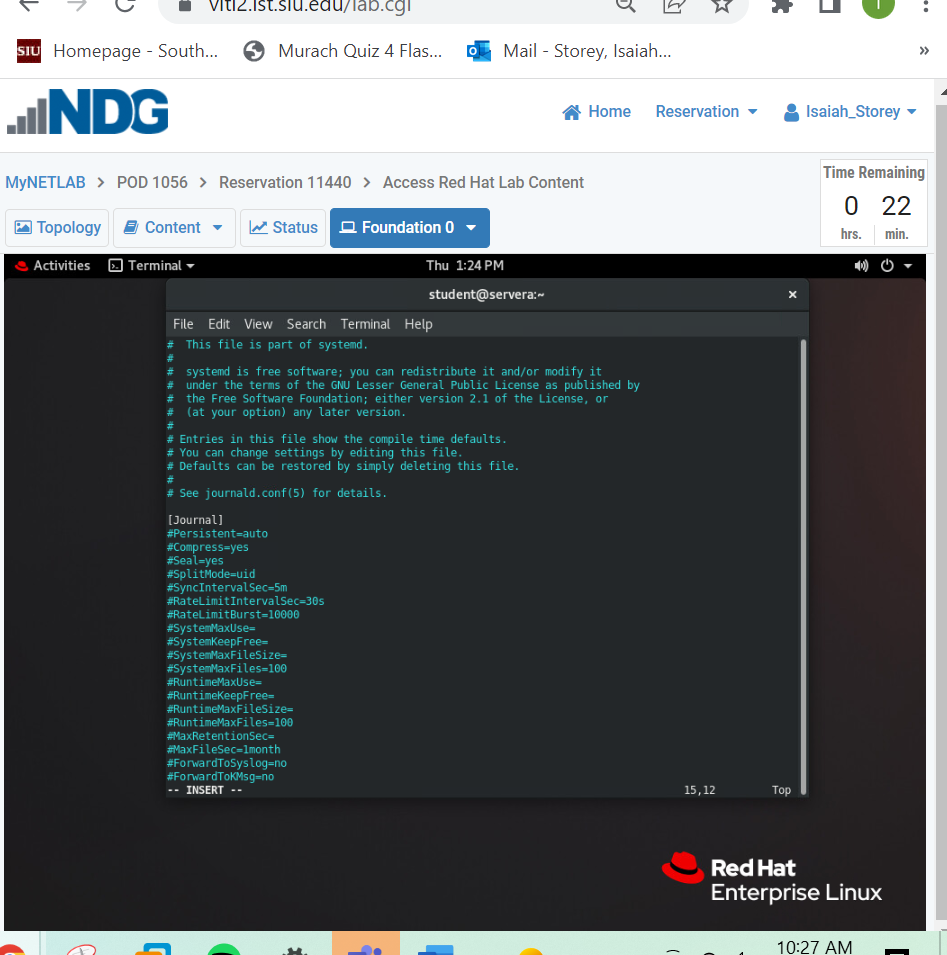 viti2.ist.siu.edu/lab.cgi
SIU Homepage - South... Murach Quiz 4 Flas... Mail - Storey, Isaiah... »
NDG Home Reservation Isaiah_Storey
MyNETLAB > POD 1056 > Reservation 11440 > Access Red Hat Lab Content
Time Remaining
0 22
hrs. min.
Topology Content Status Foundation 0
Activities Terminal Thu 1:24 PM
student@servera:~ ×
File Edit View Search Terminal Help
#  This file is part of systemd.
#
#  systemd is free software; you can redistribute it and/or modify it
#  under the terms of the GNU Lesser General Public License as published by
#  the Free Software Foundation; either version 2.1 of the License, or
#  (at your option) any later version.
#
# Entries in this file show the compile time defaults.
# You can change settings by editing this file.
# Defaults can be restored by simply deleting this file.
#
# See journald.conf(5) for details.
[Journal]
#Persistent=auto
#Compress=yes
#Seal=yes
#SplitMode=uid
#SyncIntervalSec=5m
#RateLimitIntervalSec=30s
#RateLimitBurst=10000
#SystemMaxUse=
#SystemKeepFree=
#SystemMaxFileSize=
#SystemMaxFiles=100
#RuntimeMaxUse=
#RuntimeKeepFree=
#RuntimeMaxFileSize=
#RuntimeMaxFiles=100
#MaxRetentionSec=
#MaxFileSec=1month
#ForwardToSyslog=no
#ForwardToKMsg=no
-- INSERT -- 15,12 Top
Red Hat
Enterprise Linux
10:27 AM